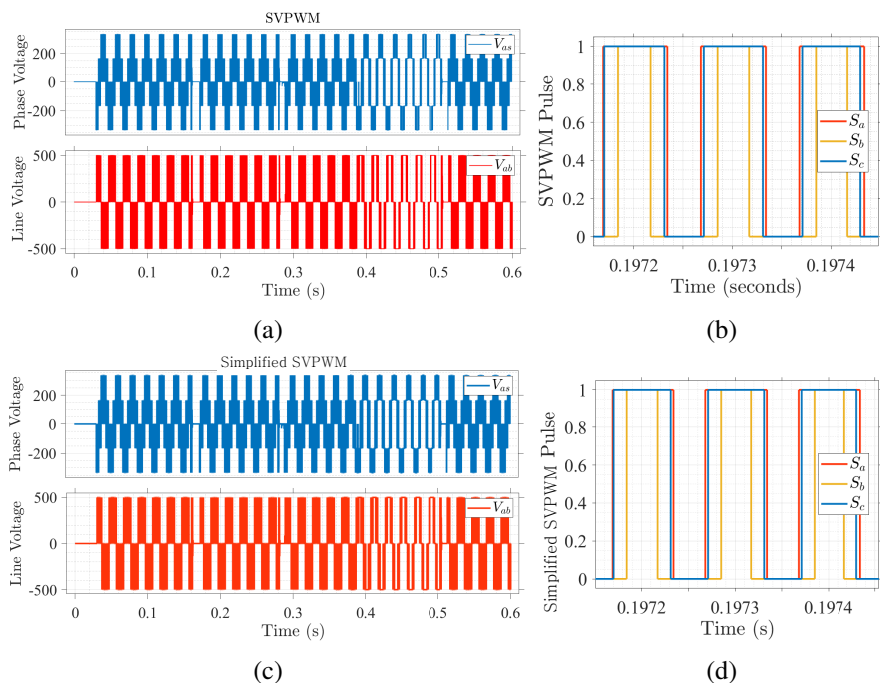 SVPWM
Phase Voltage
200
0
-200
V_as
Line Voltage
500
0
-500
V_ab
0 0.1 0.2 0.3 0.4 0.5 0.6
Time (s)
(a)
SVPWM Pulse
1
0.8
0.6
0.4
0.2
0
S_a
S_b
S_c
0.1972 0.1973 0.1974
Time (seconds)
(b)
Simplified SVPWM
Phase Voltage
200
0
-200
V_as
Line Voltage
500
0
-500
V_ab
0 0.1 0.2 0.3 0.4 0.5 0.6
Time (s)
(c)
Simplified SVPWM Pulse
1
0.8
0.6
0.4
0.2
0
S_a
S_b
S_c
0.1972 0.1973 0.1974
Time (s)
(d)